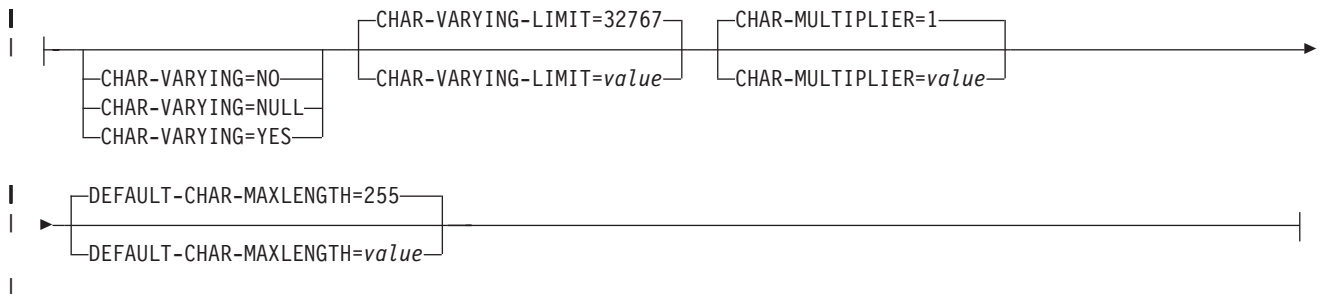 CHAR-VARYING-LIMIT=32767 CHAR-MULTIPLIER=1
CHAR-VARYING=NO CHAR-VARYING-LIMIT=value CHAR-MULTIPLIER=value
CHAR-VARYING=NULL
CHAR-VARYING=YES
DEFAULT-CHAR-MAXLENGTH=255
DEFAULT-CHAR-MAXLENGTH=value